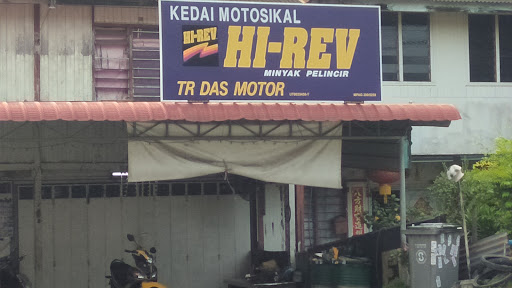 KEDAI MOTOSIKAL
HI-REV
HI-REV
MINYAK PELINCIR
TR DAS MOTOR